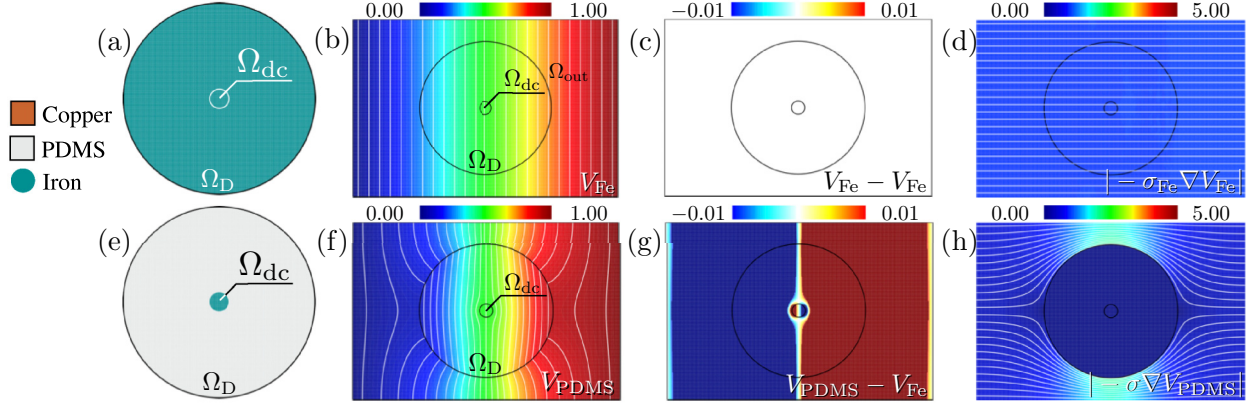 0.00 1.00
−0.01 0.01
0.00 5.00
(a)
Ω_dc
Ω_D
(b)
Ω_dc
Ω_out
Ω_D
V_Fe
(c)
V_Fe − V_Fe
(d)
|− σ_Fe∇V_Fe|
Copper
PDMS
Iron
0.00 1.00
−0.01 0.01
0.00 5.00
(e)
Ω_dc
Ω_D
(f)
Ω_dc
Ω_D
V_PDMS
(g)
V_PDMS − V_Fe
(h)
|− σ∇V_PDMS|